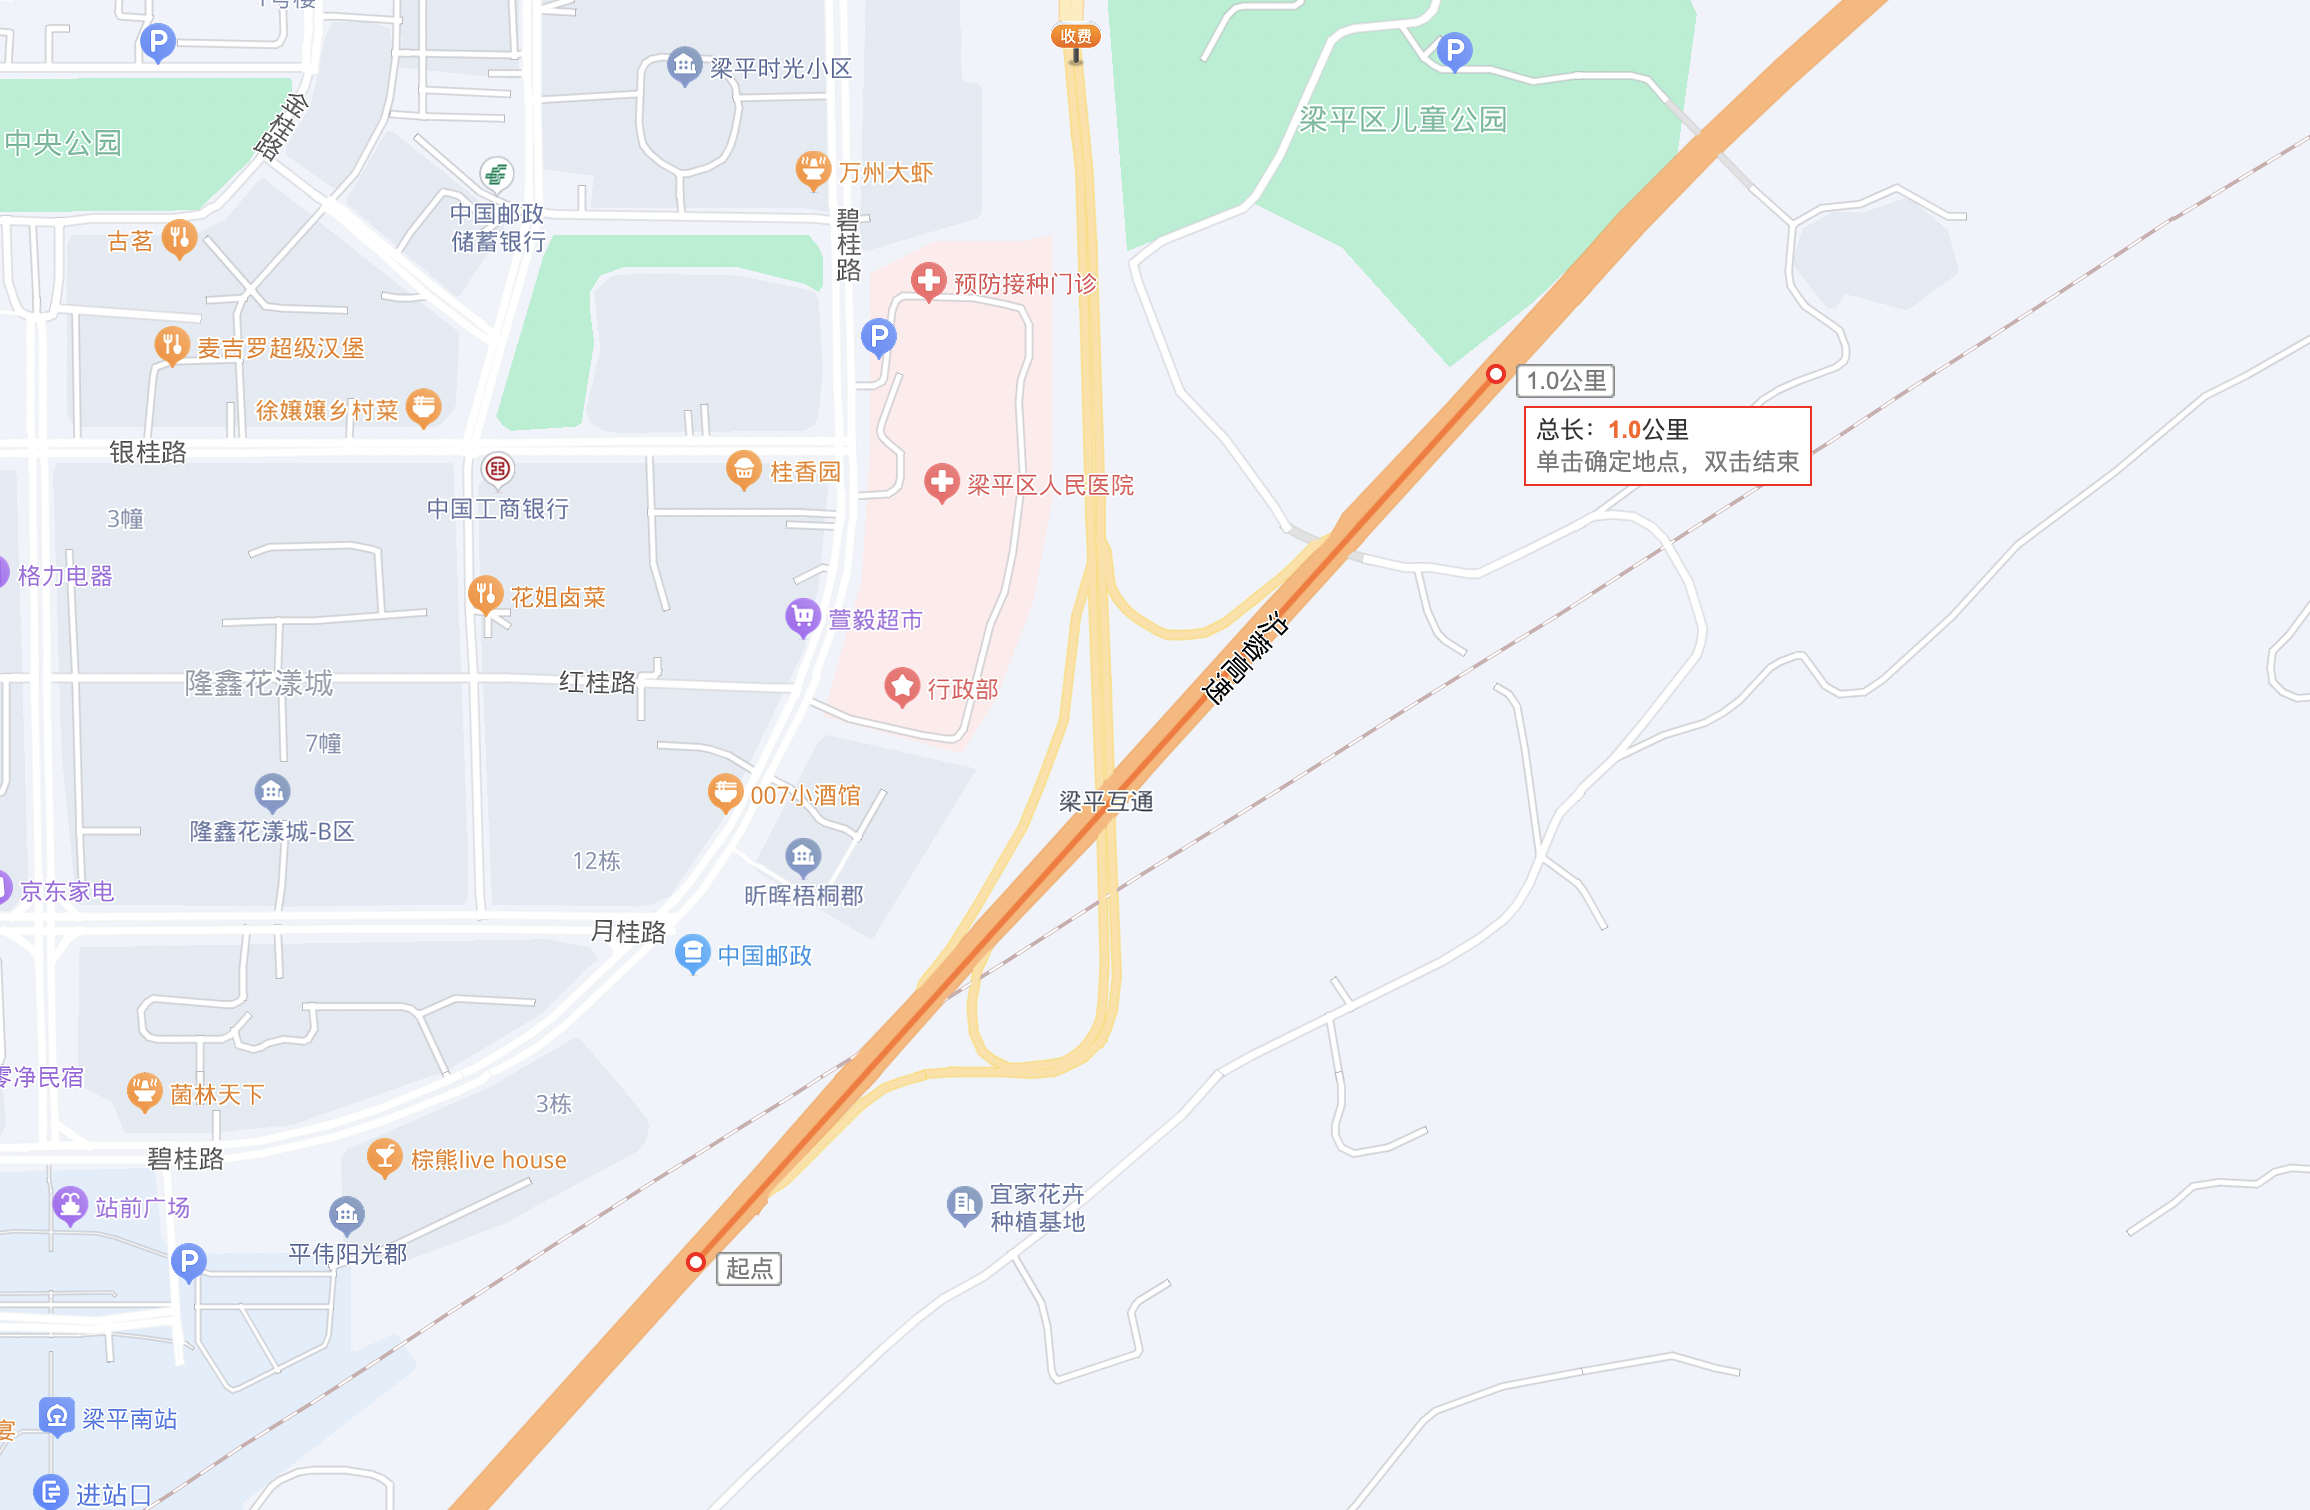 梁平时光小区
收费
P
P
梁平区儿童公园
金桂路
中央公园
万州大虾
中国邮政
储蓄银行
碧桂路
古茗
预防接种门诊
P
麦吉罗超级汉堡
1.0公里
徐孃孃乡村菜
总长：1.0公里
单击确定地点，双击结束
银桂路
桂香园
梁平区人民医院
中国工商银行
3幢
格力电器
花姐卤菜
萱毅超市
沪蓉高速
隆鑫花漾城
红桂路
行政部
7幢
007小酒馆
梁平互通
隆鑫花漾城-B区
12栋
京东家电
昕晖梧桐郡
月桂路
中国邮政
零净民宿
菌林天下
3栋
碧桂路
棕熊live house
站前广场
宜家花卉
种植基地
平伟阳光郡
P
起点
梁平南站
宴
进站口